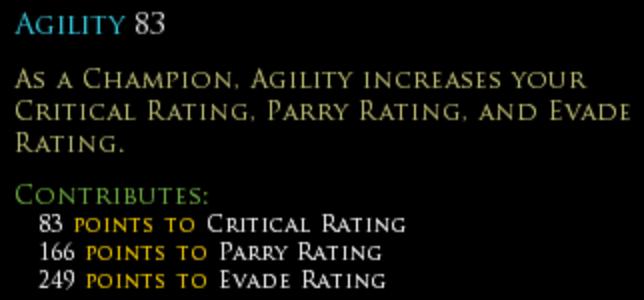 Agility 83
As a Champion, Agility increases your
Critical Rating, Parry Rating, and Evade
Rating.
Contributes:
83 points to Critical Rating
166 points to Parry Rating
249 points to Evade Rating